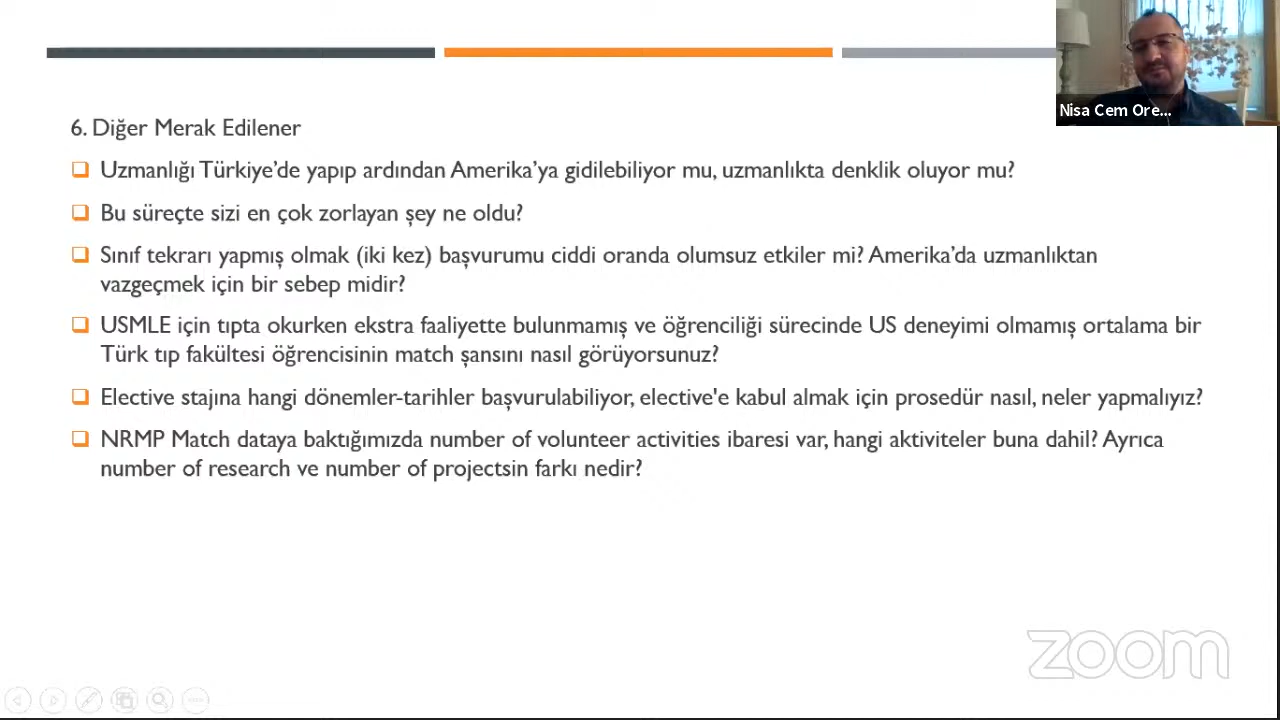 6. Diğer Merak Edilener
Uzmanlığı Türkiye'de yapıp ardından Amerika'ya gidilebiliyor mu, uzmanlıkta denklik oluyor mu?
Bu süreçte sizi en çok zorlayan şey ne oldu?
Sınıf tekrarı yapmış olmak (iki kez) başvurumu ciddi oranda olumsuz etkiler mi? Amerika'da uzmanlıktan
vazgeçmek için bir sebep midir?
USMLE için tıpta okurken ekstra faaliyette bulunmamış ve öğrenciliği sürecinde US deneyimi olmamış ortalama bir
Türk tıp fakültesi öğrencisinin match şansını nasıl görüyorsunuz?
Elective stajına hangi dönemler-tarihler başvurulabiliyor, elective'e kabul almak için prosedür nasıl, neler yapmalıyız?
NRMP Match dataya baktığımızda number of volunteer activities ibaresi var, hangi aktiviteler buna dahil? Ayrıca
number of research ve number of projectsin farkı nedir?
Nisa Cem Ore...
zoom